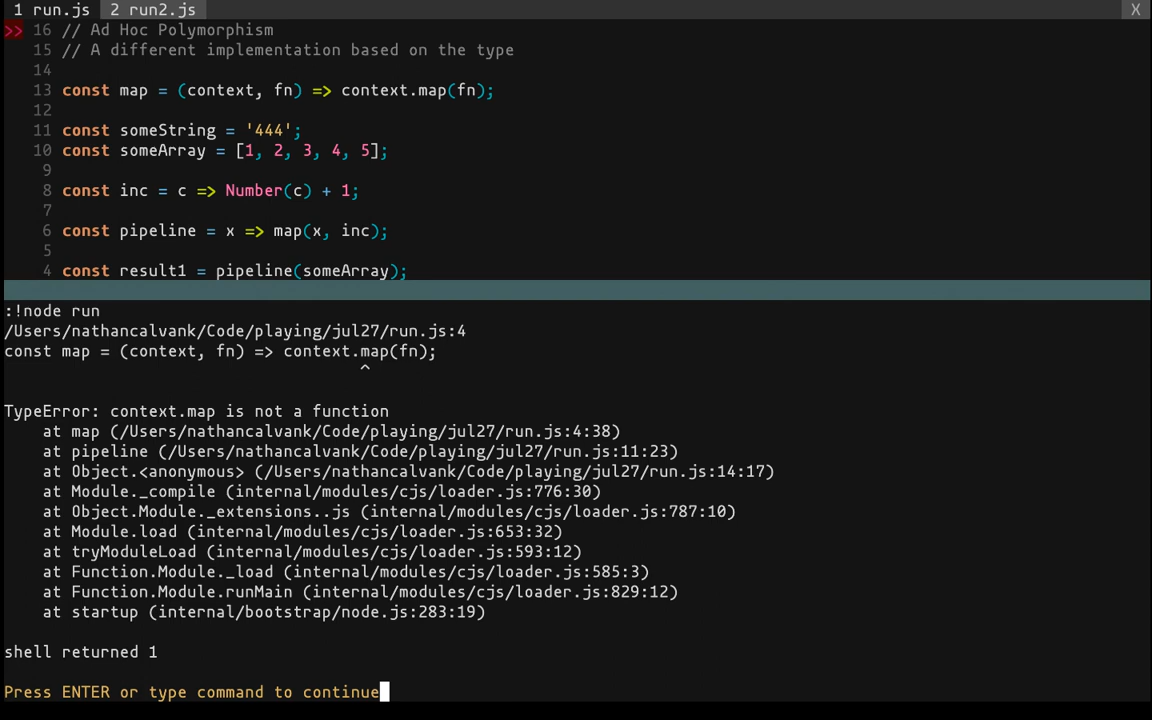 1 run.js  2 run2.js  X
>> 16 // Ad Hoc Polymorphism
15 // A different implementation based on the type
14
13 const map = (context, fn) => context.map(fn);
12
11 const someString = '444';
10 const someArray = [1, 2, 3, 4, 5];
9
8 const inc = c => Number(c) + 1;
7
6 const pipeline = x => map(x, inc);
5
4 const result1 = pipeline(someArray);
:!node run
/Users/nathancalvank/Code/playing/jul27/run.js:4
const map = (context, fn) => context.map(fn);
^
TypeError: context.map is not a function
at map (/Users/nathancalvank/Code/playing/jul27/run.js:4:38)
at pipeline (/Users/nathancalvank/Code/playing/jul27/run.js:11:23)
at Object.<anonymous> (/Users/nathancalvank/Code/playing/jul27/run.js:14:17)
at Module._compile (internal/modules/cjs/loader.js:776:30)
at Object.Module._extensions..js (internal/modules/cjs/loader.js:787:10)
at Module.load (internal/modules/cjs/loader.js:653:32)
at tryModuleLoad (internal/modules/cjs/loader.js:593:12)
at Function.Module._load (internal/modules/cjs/loader.js:585:3)
at Function.Module.runMain (internal/modules/cjs/loader.js:829:12)
at startup (internal/bootstrap/node.js:283:19)
shell returned 1
Press ENTER or type command to continue